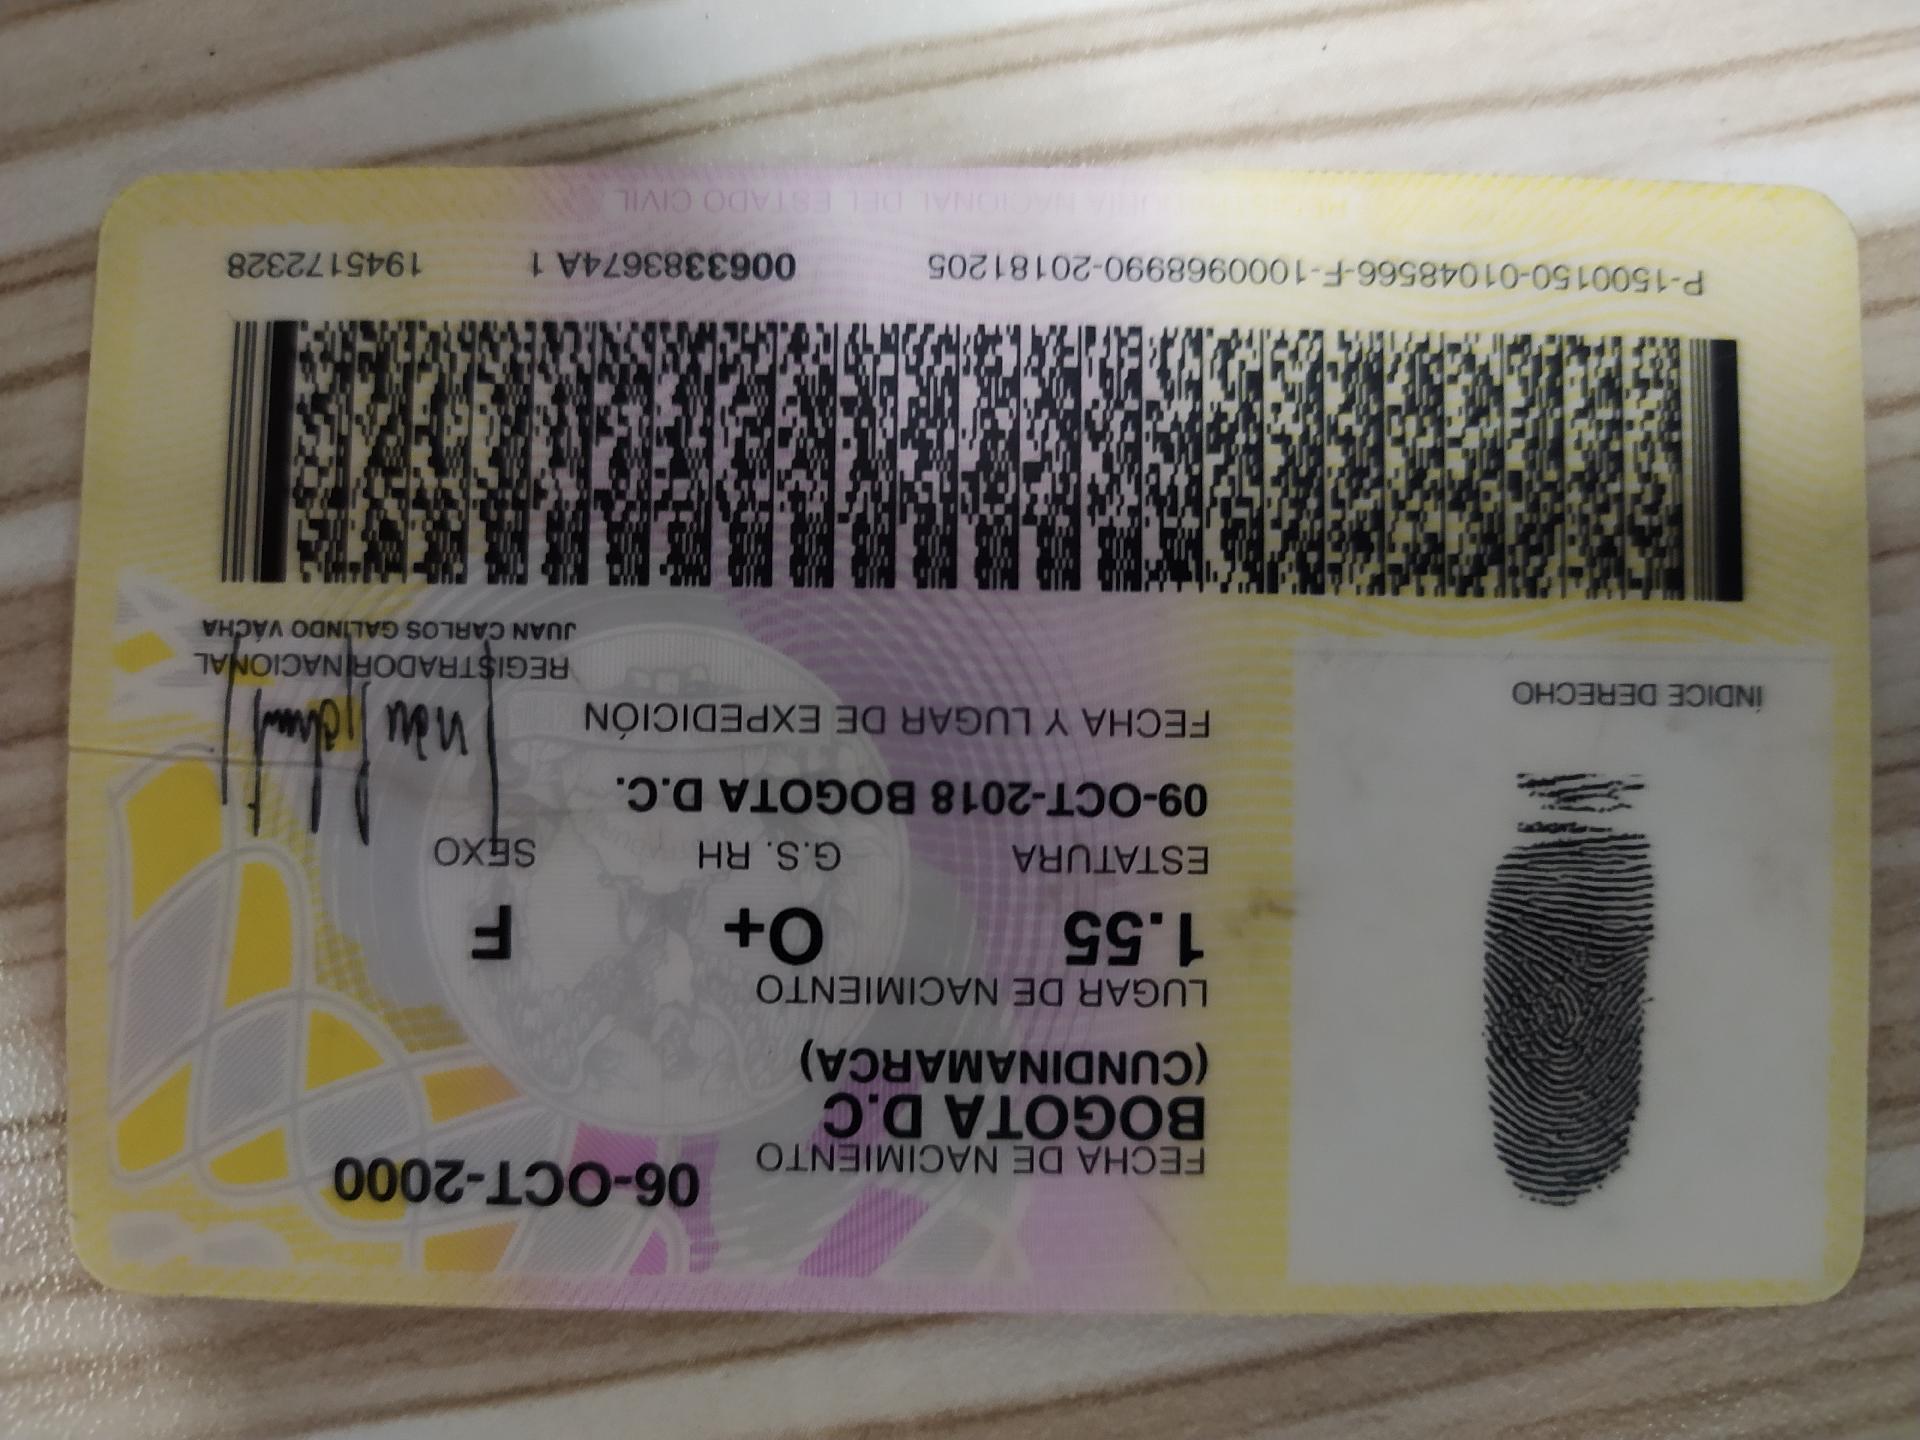 FECHA DE NACIMIENTO 06-OCT-2000
BOGOTA D.C
(CUNDINAMARCA)
LUGAR DE NACIMIENTO
1.55 O+ F
ESTATURA G.S. RH SEXO
09-OCT-2018 BOGOTA D.C.
FECHA Y LUGAR DE EXPEDICIÓN
ÍNDICE DERECHO
REGISTRADOR NACIONAL
JUAN CARLOS GALINDO VÁCHA
P-1500150-01048566-F-1000968990-20181205 0063383674A 1 1945172328
REGISTRADURIA NACIONAL DEL ESTADO CIVIL